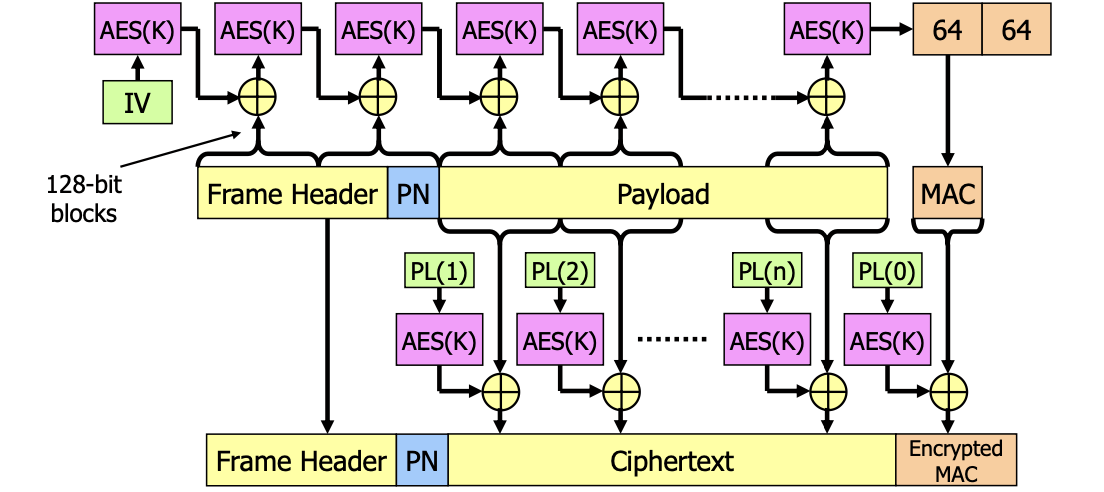 AES(K) AES(K) AES(K) AES(K) AES(K) AES(K) 64 64
IV
128-bit
blocks
Frame Header PN Payload MAC
PL(1) PL(2) PL(n) PL(0)
AES(K) AES(K) AES(K) AES(K)
Frame Header PN Ciphertext Encrypted
MAC